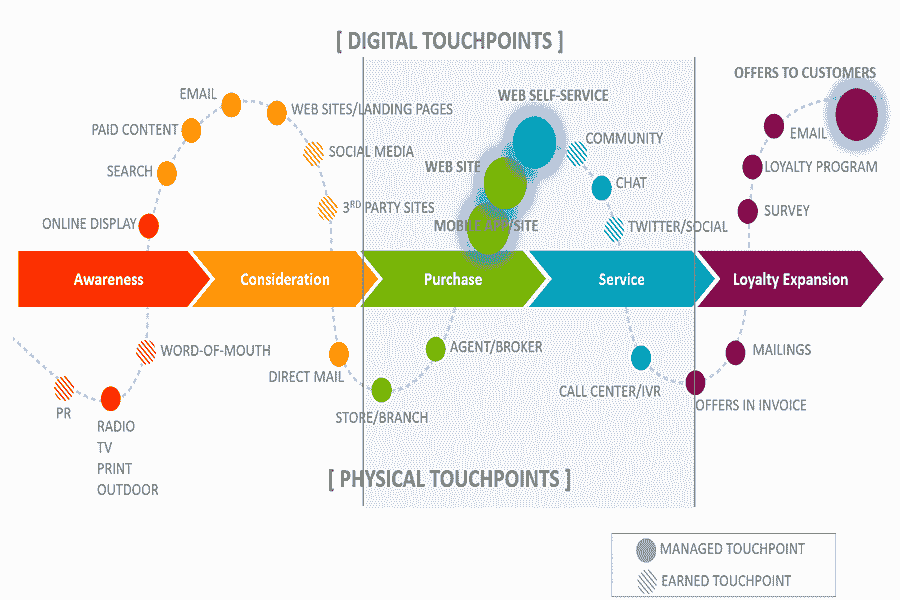 [ DIGITAL TOUCHPOINTS ]
OFFERS TO CUSTOMERS
EMAIL
WEB SELF-SERVICE
WEB SITES/LANDING PAGES
PAID CONTENT
EMAIL
COMMUNITY
SOCIAL MEDIA
WEB SITE
LOYALTY PROGRAM
SEARCH
CHAT
3RD PARTY SITES
SURVEY
ONLINE DISPLAY
MOBILE APP/SITE
TWITTER/SOCIAL
Awareness
Consideration
Purchase
Service
Loyalty Expansion
WORD-OF-MOUTH
AGENT/BROKER
MAILINGS
DIRECT MAIL
CALL CENTER/IVR
PR
STORE/BRANCH
OFFERS IN INVOICE
RADIO
TV
PRINT
OUTDOOR
[ PHYSICAL TOUCHPOINTS ]
MANAGED TOUCHPOINT
EARNED TOUCHPOINT